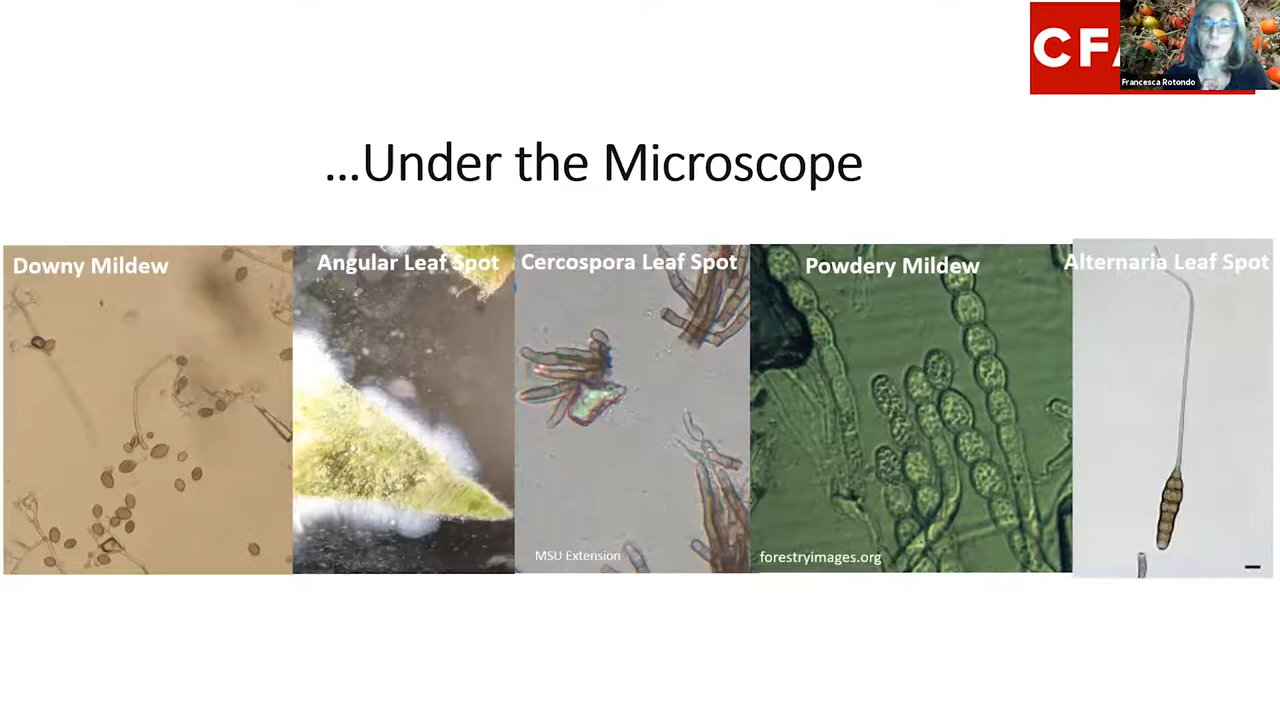 CFA
Francesca Rotondo
...Under the Microscope
Downy Mildew
Angular Leaf Spot
Cercospora Leaf Spot
Powdery Mildew
Alternaria Leaf Spot
MSU Extension
forestryimages.org